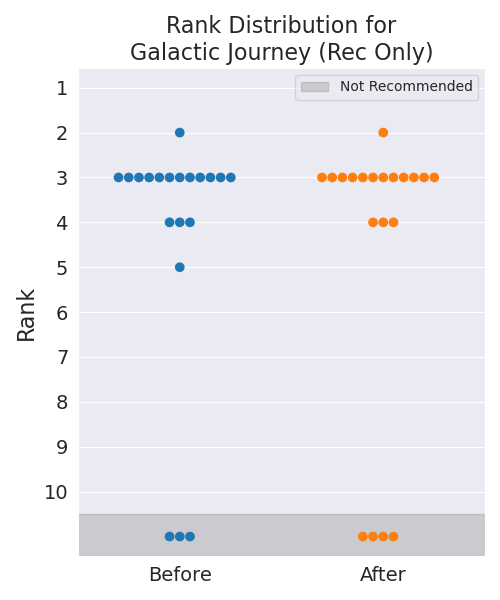 Rank Distribution for
Galactic Journey (Rec Only)
Not Recommended
Rank
1
2
3
4
5
6
7
8
9
10
Before
After